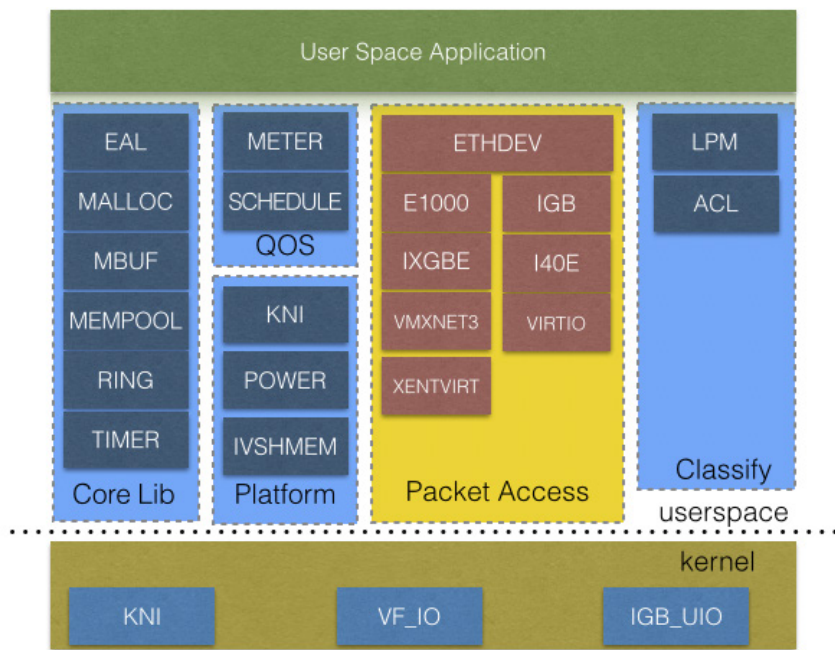 User Space Application
EAL
MALLOC
MBUF
MEMPOOL
RING
TIMER
Core Lib
METER
SCHEDULE
QOS
KNI
POWER
IVSHMEM
Platform
ETHDEV
E1000
IGB
IXGBE
I40E
VMXNET3
VIRTIO
XENTVIRT
Packet Access
LPM
ACL
Classify
userspace
kernel
KNI
VF_IO
IGB_UIO